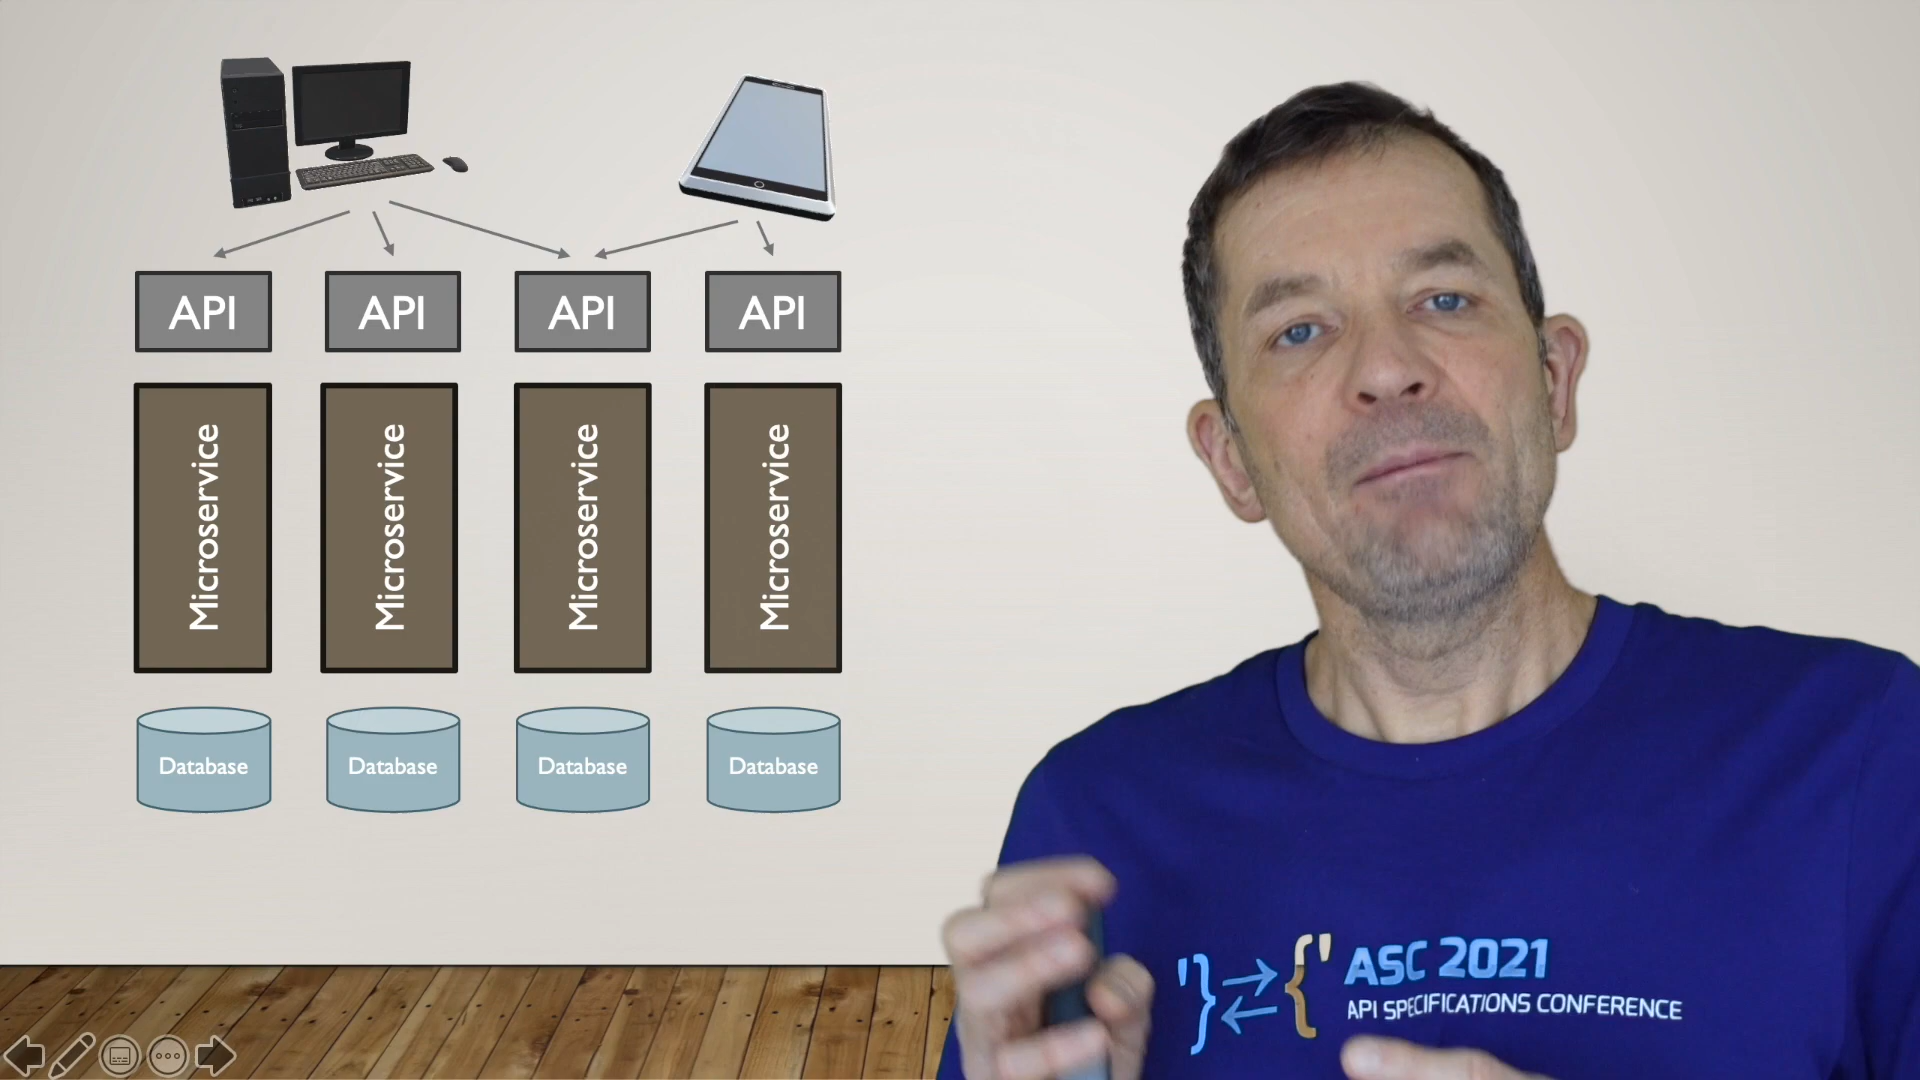 API
API
API
API
Microservice
Microservice
Microservice
Microservice
Database
Database
Database
Database
'}⇄{' ASC 2021
API SPECIFICATIONS CONFERENCE